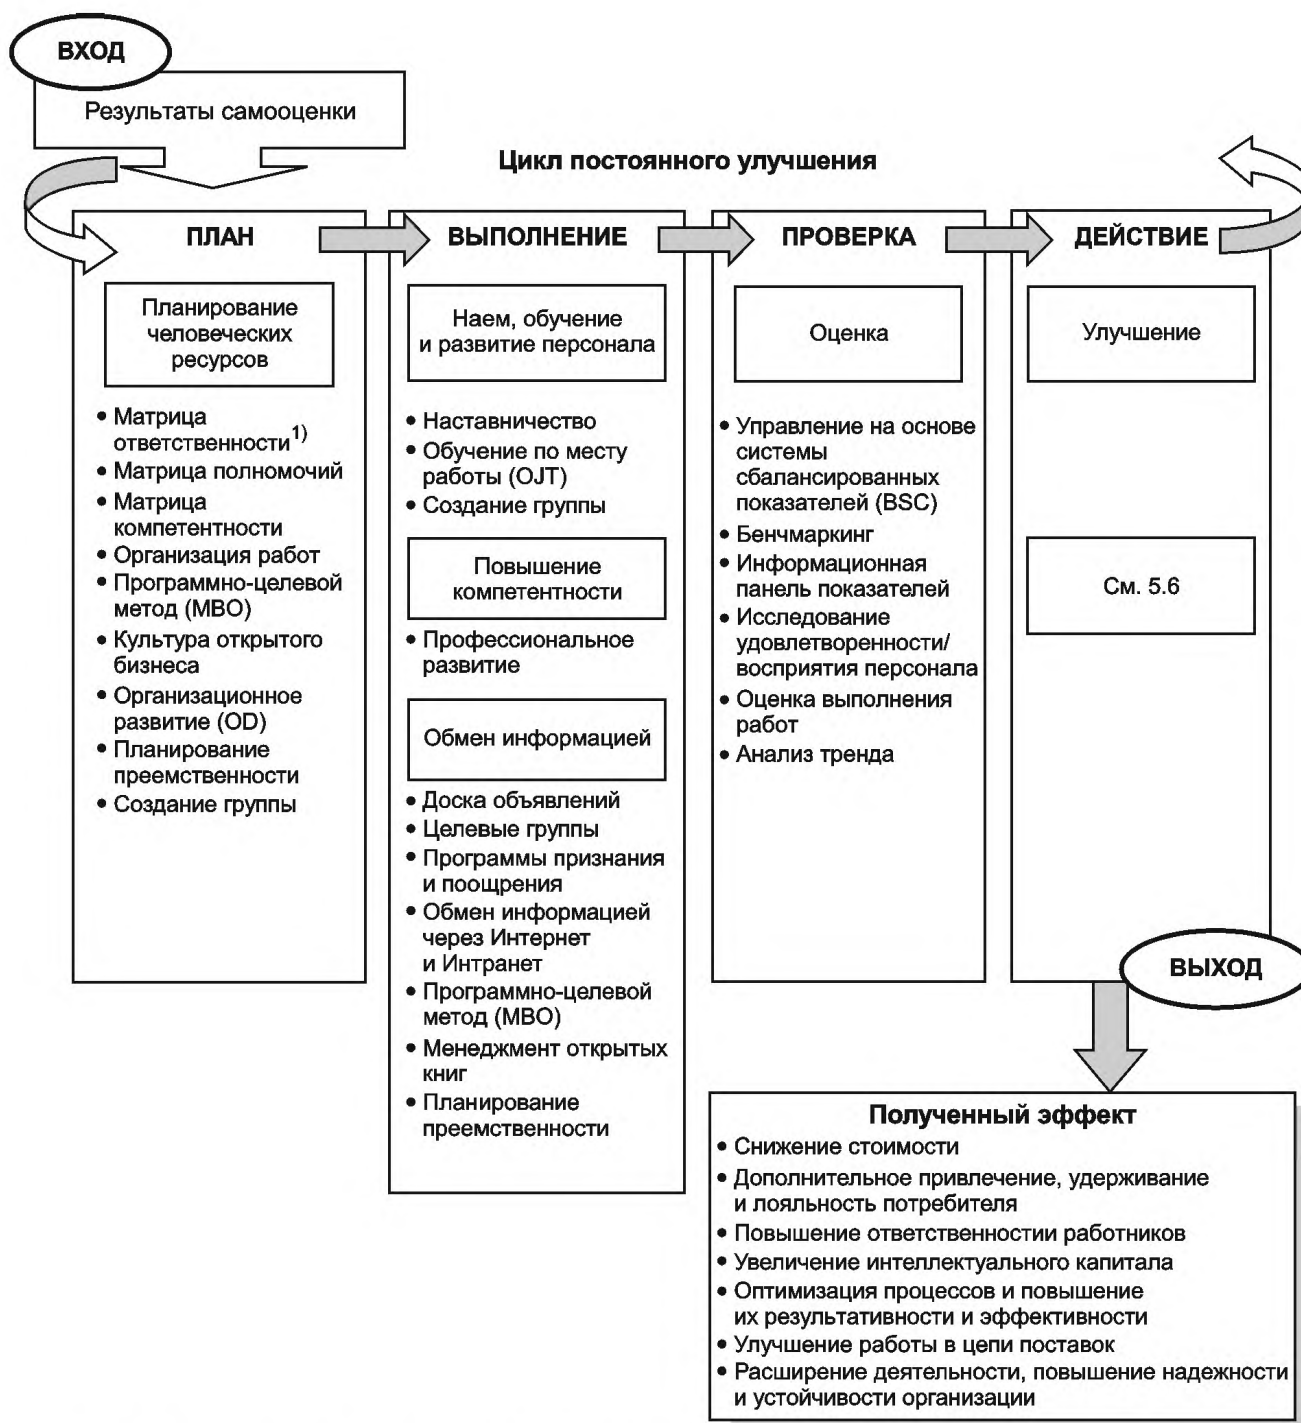 ВХОД
Результаты самооценки
Цикл постоянного улучшения
ПЛАН
Планирование
человеческих
ресурсов
• Матрица
ответственности1)
• Матрица полномочий
• Матрица
компетентности
• Организация работ
• Программно-целевой
метод (MBO)
• Культура открытого
бизнеса
• Организационное
развитие (OD)
• Планирование
преемственности
• Создание группы
ВЫПОЛНЕНИЕ
Наем, обучение
и развитие персонала
• Наставничество
• Обучение по месту
работы (OJT)
• Создание группы
Повышение
компетентности
• Профессиональное
развитие
Обмен информацией
• Доска объявлений
• Целевые группы
• Программы признания
и поощрения
• Обмен информацией
через Интернет
и Интранет
• Программно-целевой
метод (MBO)
• Менеджмент открытых
книг
• Планирование
преемственности
ПРОВЕРКА
Оценка
• Управление на основе
системы
сбалансированных
показателей (BSC)
• Бенчмаркинг
• Информационная
панель показателей
• Исследование
удовлетворенности/
восприятия персонала
• Оценка выполнения
работ
• Анализ тренда
ДЕЙСТВИЕ
Улучшение
См. 5.6
ВЫХОД
Полученный эффект
• Снижение стоимости
• Дополнительное привлечение, удерживание
и лояльность потребителя
• Повышение ответственностии работников
• Увеличение интеллектуального капитала
• Оптимизация процессов и повышение
их результативности и эффективности
• Улучшение работы в цепи поставок
• Расширение деятельности, повышение надежности
и устойчивости организации